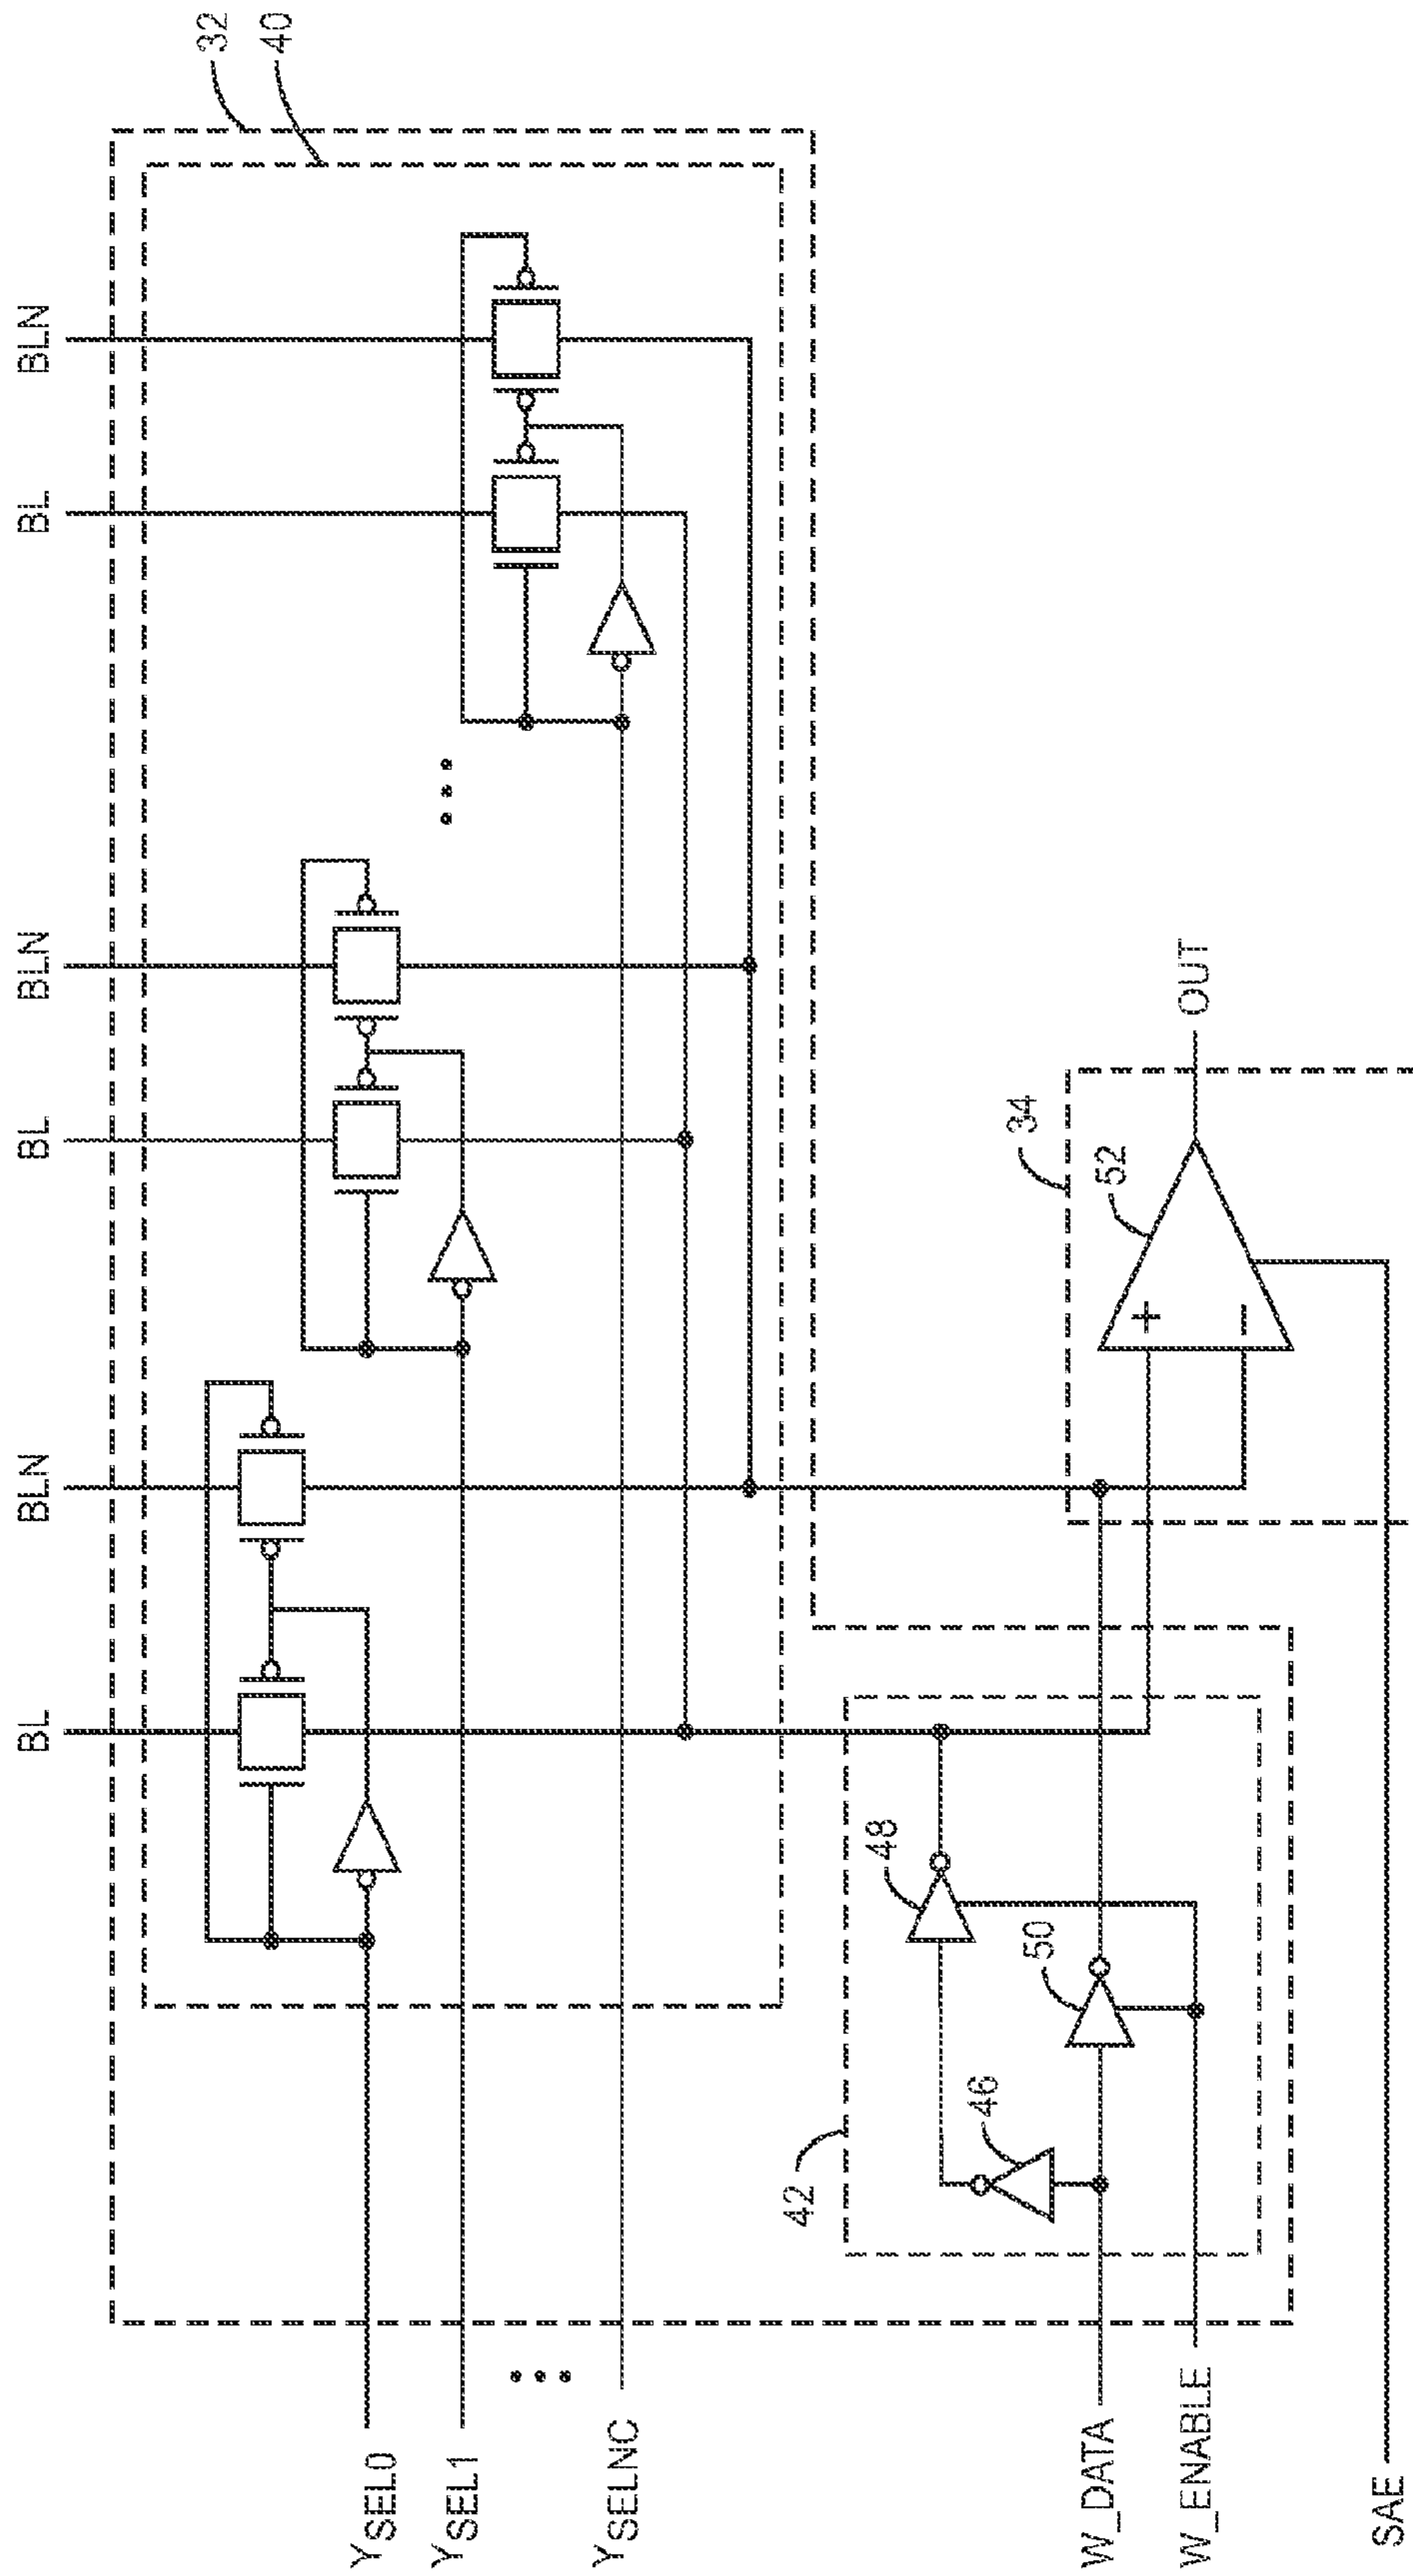 32
40
BL
BLN
BL
BLN
BL
BLN
YSEL0
YSEL1
YSELNC
42
46
48
50
34
52
+
−
OUT
W_DATA
W_ENABLE
SAE